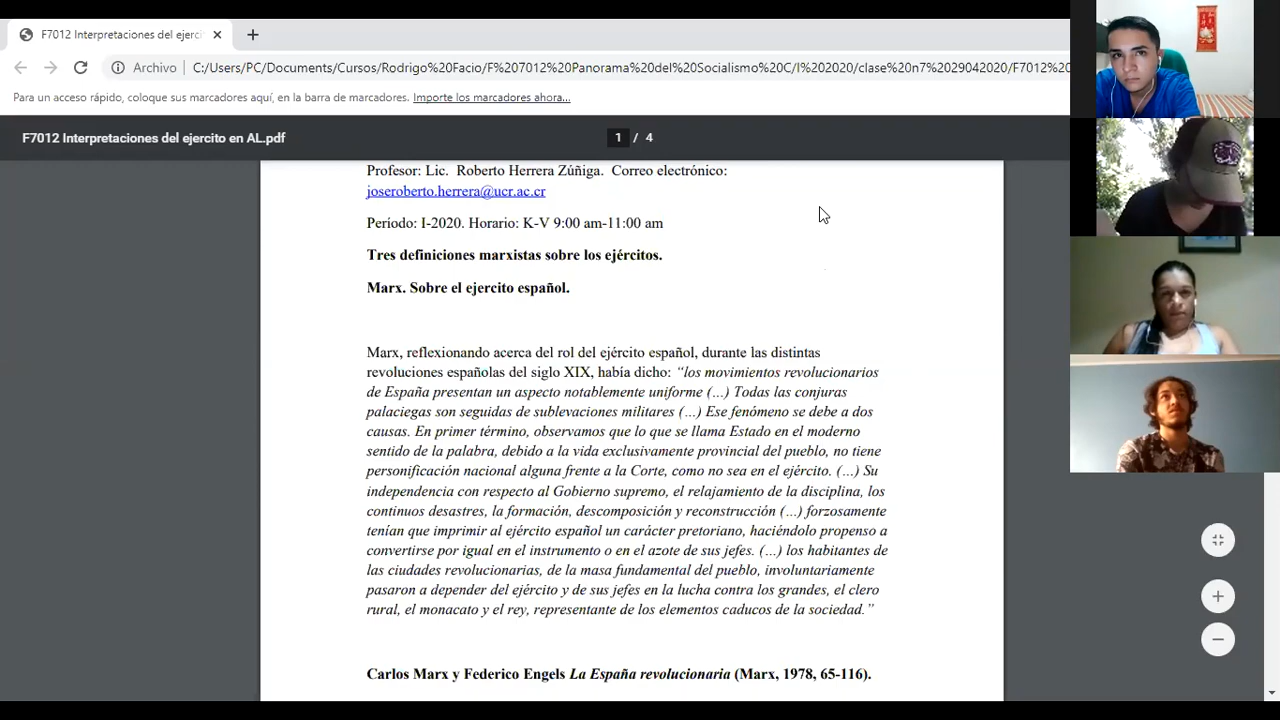 F7012 Interpretaciones del ejerci
Archivo
C:/Users/PC/Documents/Cursos/Rodrigo%20Facio/F%207012%20Panorama%20del%20Socialismo%20C/I%202020/clase%20n7%2029042020/F7012%20
Para un acceso rápido, coloque sus marcadores aquí, en la barra de marcadores. Importe los marcadores ahora...
F7012 Interpretaciones del ejercito en AL.pdf
1 / 4
Profesor: Lic. Roberto Herrera Zúñiga. Correo electrónico:
joseroberto.herrera@ucr.ac.cr
Período: I-2020. Horario: K-V 9:00 am-11:00 am
Tres definiciones marxistas sobre los ejércitos.
Marx. Sobre el ejercito español.
Marx, reflexionando acerca del rol del ejército español, durante las distintas
revoluciones españolas del siglo XIX, había dicho: “los movimientos revolucionarios
de España presentan un aspecto notablemente uniforme (...) Todas las conjuras
palaciegas son seguidas de sublevaciones militares (...) Ese fenómeno se debe a dos
causas. En primer término, observamos que lo que se llama Estado en el moderno
sentido de la palabra, debido a la vida exclusivamente provincial del pueblo, no tiene
personificación nacional alguna frente a la Corte, como no sea en el ejército. (...) Su
independencia con respecto al Gobierno supremo, el relajamiento de la disciplina, los
continuos desastres, la formación, descomposición y reconstrucción (...) forzosamente
tenían que imprimir al ejército español un carácter pretoriano, haciéndolo propenso a
convertirse por igual en el instrumento o en el azote de sus jefes. (...) los habitantes de
las ciudades revolucionarias, de la masa fundamental del pueblo, involuntariamente
pasaron a depender del ejército y de sus jefes en la lucha contra los grandes, el clero
rural, el monacato y el rey, representante de los elementos caducos de la sociedad.”
Carlos Marx y Federico Engels La España revolucionaria (Marx, 1978, 65-116).